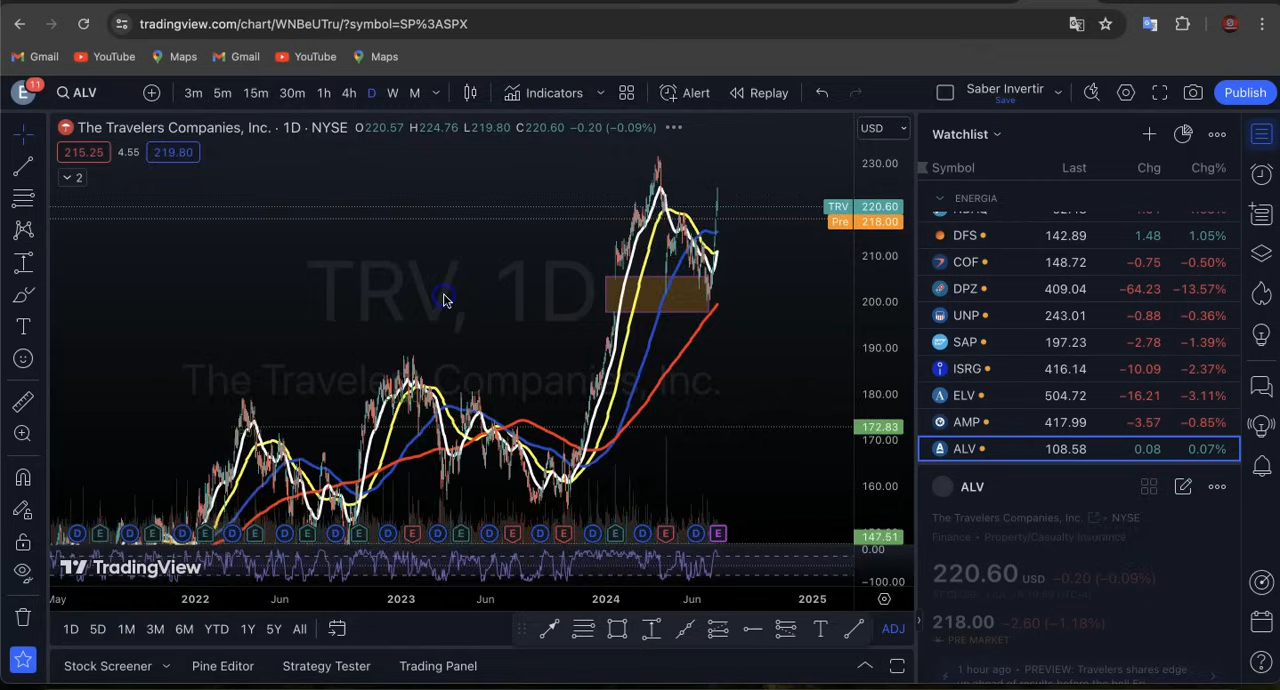 tradingview.com/chart/WNBeUTru/?symbol=SP%3ASPX
Gmail YouTube Maps Gmail YouTube Maps
E 11 ALV 3m 5m 15m 30m 1h 4h D W M Indicators Alert Replay Saber Invertir Save Publish
The Travelers Companies, Inc. · 1D · NYSE O220.57 H224.76 L219.80 C220.60 −0.20 (−0.09%)
215.25 4.55 219.80
2
USD
TRV, 1D
The Travelers Companies, Inc.
230.00
TRV 220.60
Pre 218.00
210.00
200.00
190.00
180.00
172.83
170.00
160.00
147.51
0.00
−100.00
D E D E D E D E D E D E D E D E D E D E D E D E D E
TradingView
May 2022 Jun 2023 Jun 2024 Jun 2025
1D 5D 1M 3M 6M YTD 1Y 5Y All ADJ
Stock Screener Pine Editor Strategy Tester Trading Panel
Watchlist
Symbol Last Chg Chg%
ENERGIA
DFS 142.89 1.48 1.05%
COF 148.72 −0.75 −0.50%
DPZ 409.04 −64.23 −13.57%
UNP 243.01 −0.88 −0.36%
SAP 197.23 −2.78 −1.39%
ISRG 416.14 −10.09 −2.37%
ELV 504.72 −16.21 −3.11%
AMP 417.99 −3.57 −0.85%
ALV 108.58 0.08 0.07%
ALV
The Travelers Companies, Inc. NYSE
Finance • Property/Casualty Insurance
220.60 USD −0.20 (−0.09%)
218.00 −2.60 (−1.18%)
PRE MARKET
1 hour ago • PREVIEW: Travelers shares edge